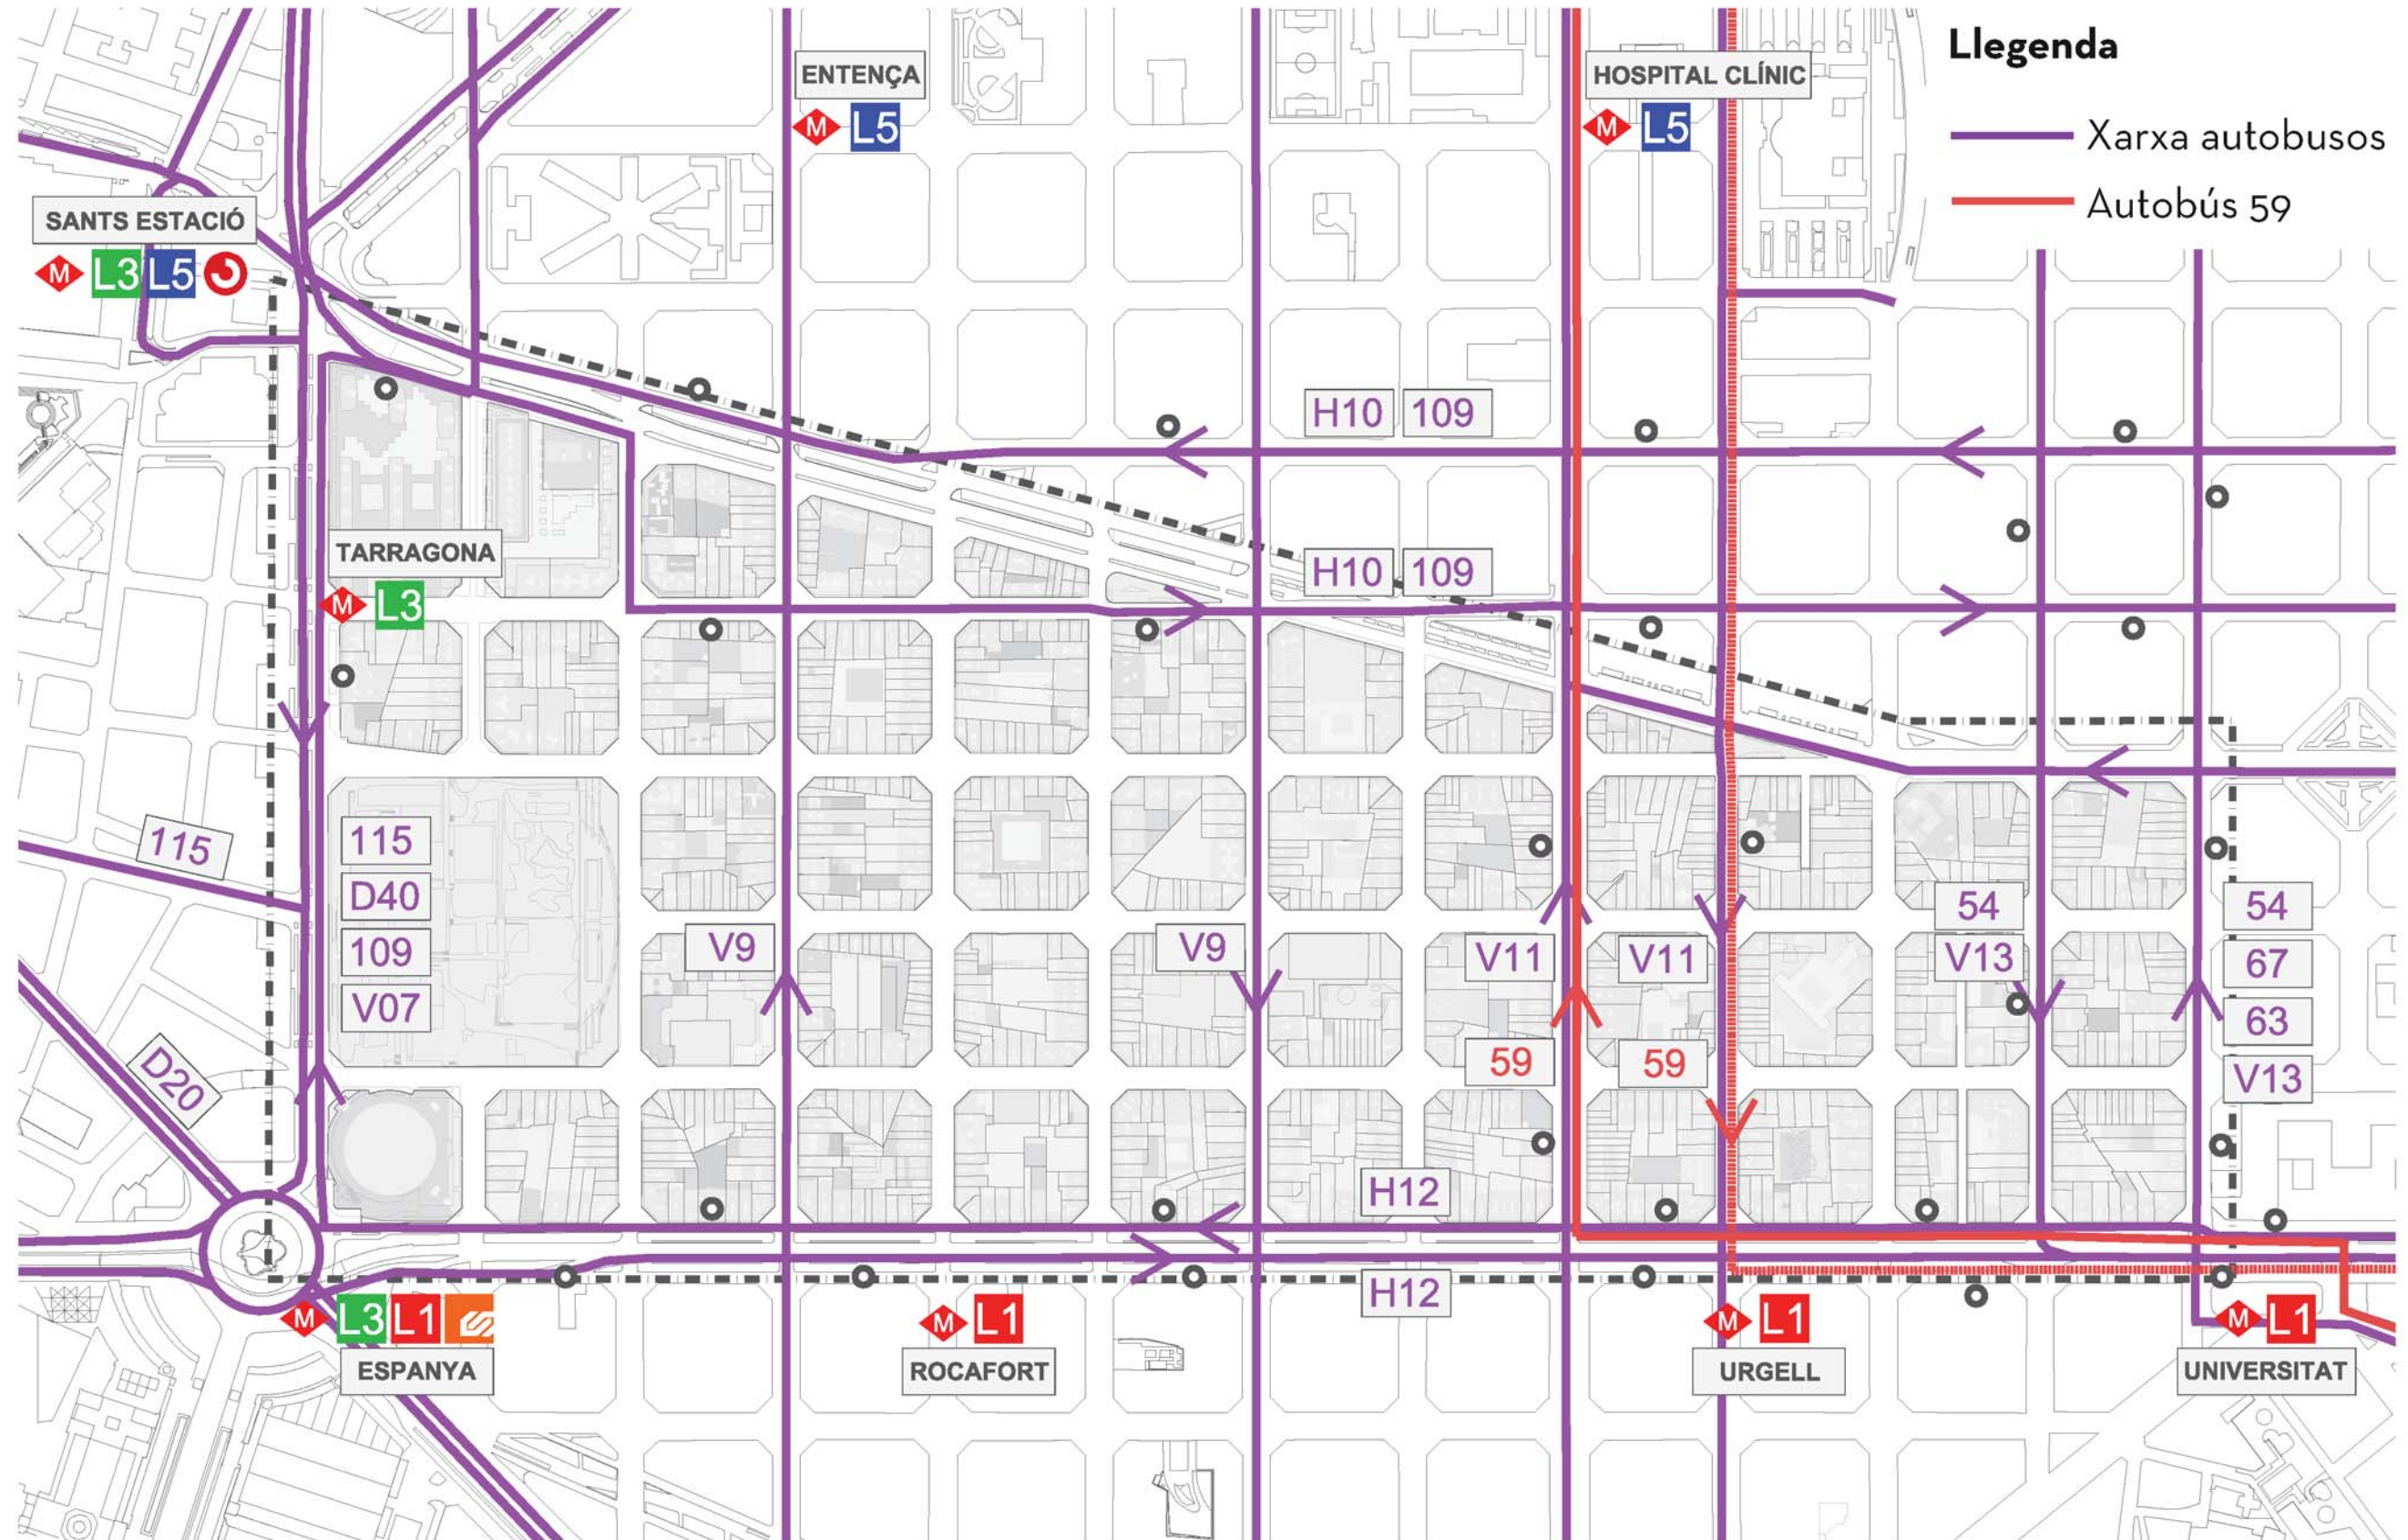 Llegenda
Xarxa autobusos
Autobús 59
ENTENÇA
M L5
HOSPITAL CLÍNIC
M L5
SANTS ESTACIÓ
M L3 L5
H10 109
TARRAGONA
M L3
H10 109
115
115
D40
109
V07
V9
V9
V11
V11
54
V13
54
67
63
V13
D20
59
59
H12
H12
M L3 L1
ESPANYA
M L1
ROCAFORT
M L1
URGELL
M L1
UNIVERSITAT